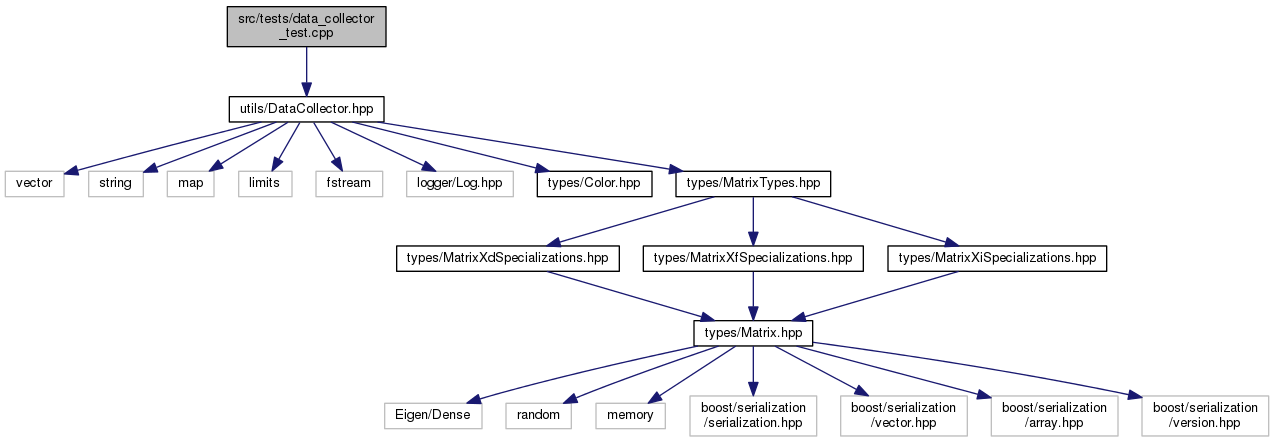 src/tests/data_collector
_test.cpp
utils/DataCollector.hpp
vector
string
map
limits
fstream
logger/Log.hpp
types/Color.hpp
types/MatrixTypes.hpp
types/MatrixXdSpecializations.hpp
types/MatrixXfSpecializations.hpp
types/MatrixXiSpecializations.hpp
types/Matrix.hpp
Eigen/Dense
random
memory
boost/serialization
/serialization.hpp
boost/serialization
/vector.hpp
boost/serialization
/array.hpp
boost/serialization
/version.hpp